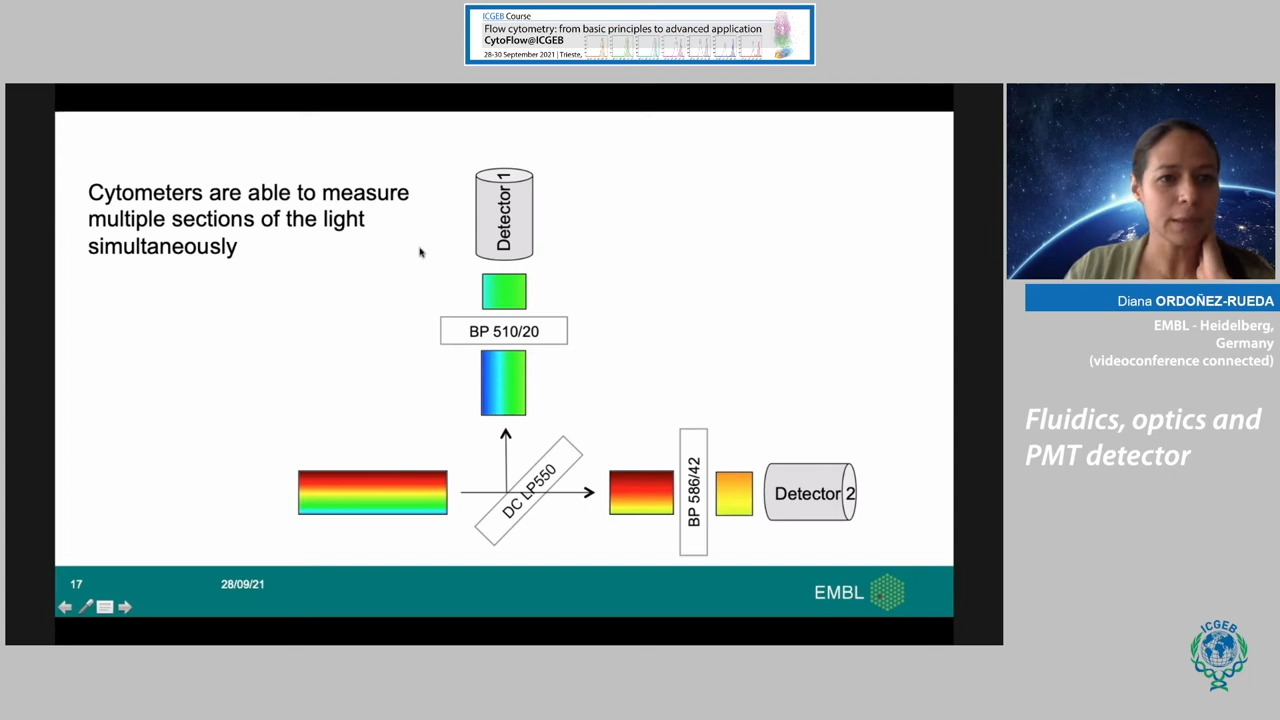 ICGEB Course
Flow cytometry: from basic principles to advanced application
CytoFlow@ICGEB
28-30 September 2021 | Trieste,
Cytometers are able to measure
multiple sections of the light
simultaneously
Detector 1
BP 510/20
DC LP550
BP 586/42
Detector 2
17
28/09/21
EMBL
Diana ORDOÑEZ-RUEDA
EMBL - Heidelberg,
Germany
(videoconference connected)
Fluidics, optics and
PMT detector
ICGEB